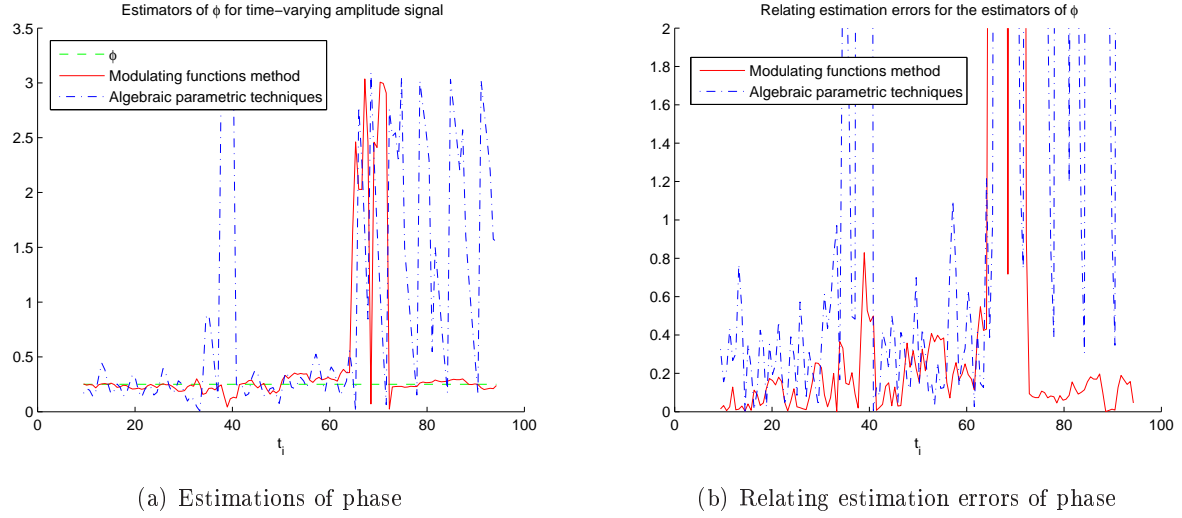 Estimators of ϕ for time−varying amplitude signal
3.5
3
2.5
2
1.5
1
0.5
0
0
20
40
60
80
100
t_i
ϕ
Modulating functions method
Algebraic parametric techniques
(a) Estimations of phase
Relating estimation errors for the estimators of ϕ
2
1.8
1.6
1.4
1.2
1
0.8
0.6
0.4
0.2
0
0
20
40
60
80
100
t_i
Modulating functions method
Algebraic parametric techniques
(b) Relating estimation errors of phase